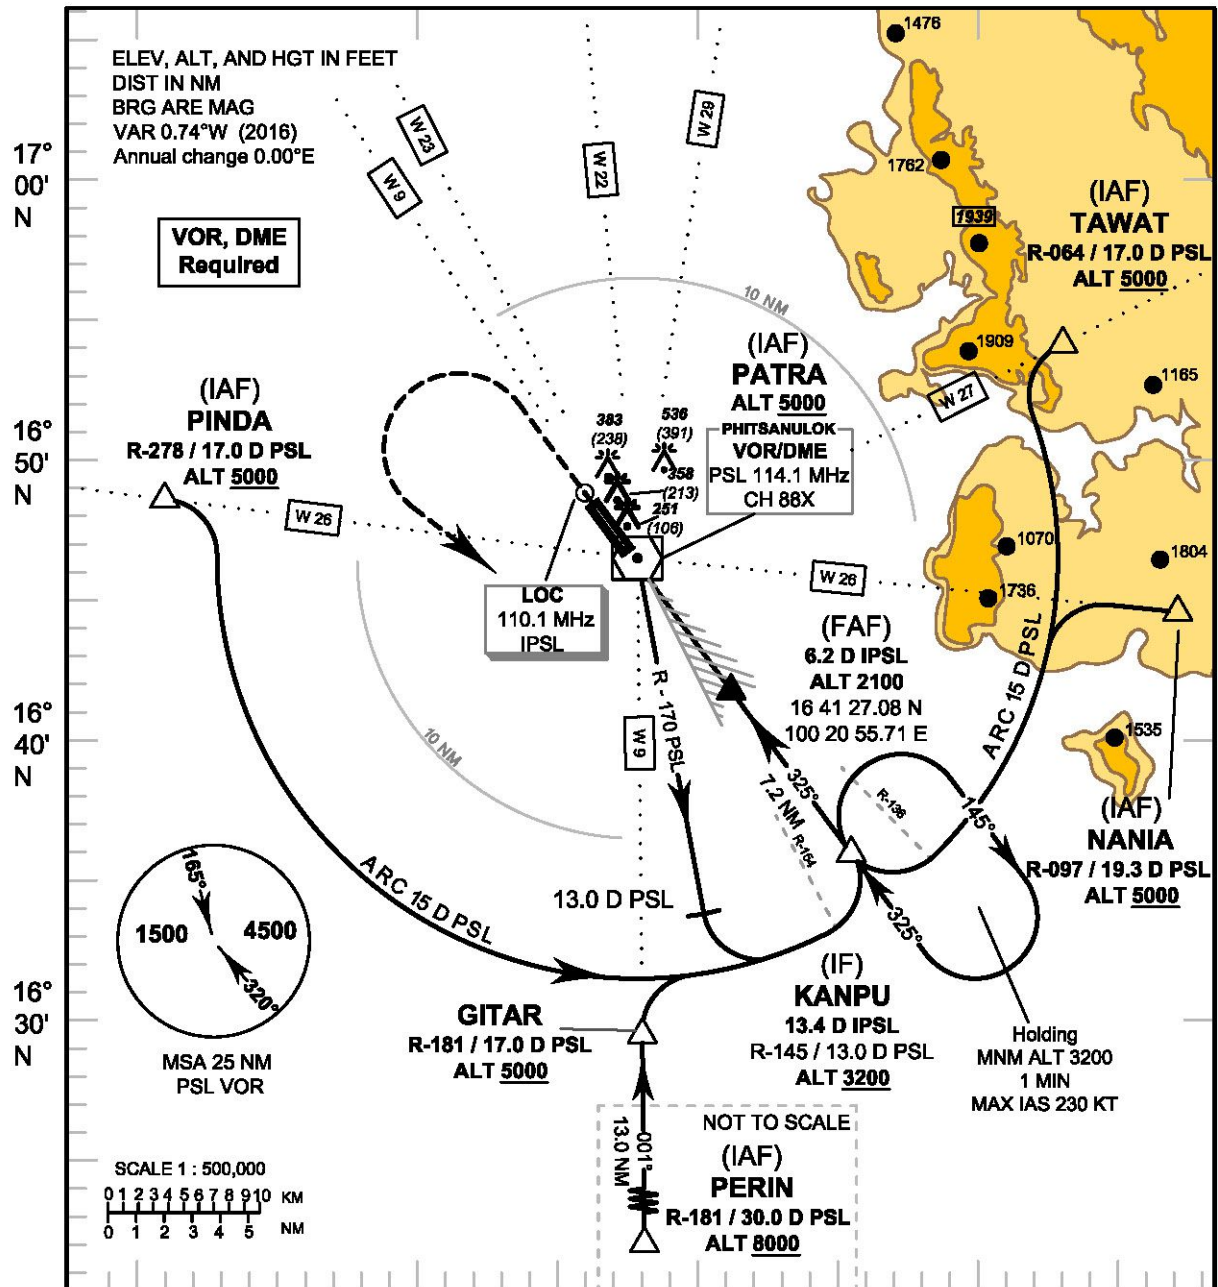 ELEV, ALT, AND HGT IN FEET
DIST IN NM
BRG ARE MAG
VAR 0.74°W (2016)
Annual change 0.00°E
VOR, DME
Required
W 9
W 23
W 22
W 29
1476
1762
1939
1909
1165
1070
1736
1804
1535
17°
00'
N
16°
50'
N
16°
40'
N
16°
30'
N
(IAF)
TAWAT
R-064 / 17.0 D PSL
ALT 5000
10 NM
(IAF)
PATRA
ALT 5000
PHITSANULOK
VOR/DME
PSL 114.1 MHz
CH 88X
W 27
(IAF)
PINDA
R-278 / 17.0 D PSL
ALT 5000
383
(238)
536
(391)
358
(213)
251
(106)
W 26
W 26
LOC
110.1 MHz
IPSL
(FAF)
6.2 D IPSL
ALT 2100
16 41 27.08 N
100 20 55.71 E
R - 170 PSL
W 9
10 NM
ARC 15 D PSL
325°
7.2 NM
R-164
R-136
145°
325°
(IAF)
NANIA
R-097 / 19.3 D PSL
ALT 5000
13.0 D PSL
ARC 15 D PSL
165°
1500
4500
320°
MSA 25 NM
PSL VOR
GITAR
R-181 / 17.0 D PSL
ALT 5000
(IF)
KANPU
13.4 D IPSL
R-145 / 13.0 D PSL
ALT 3200
Holding
MNM ALT 3200
1 MIN
MAX IAS 230 KT
NOT TO SCALE
(IAF)
PERIN
R-181 / 30.0 D PSL
ALT 8000
001°
13.0 NM
SCALE 1 : 500,000
0 1 2 3 4 5 6 7 8 9 10 KM
0 1 2 3 4 5 NM